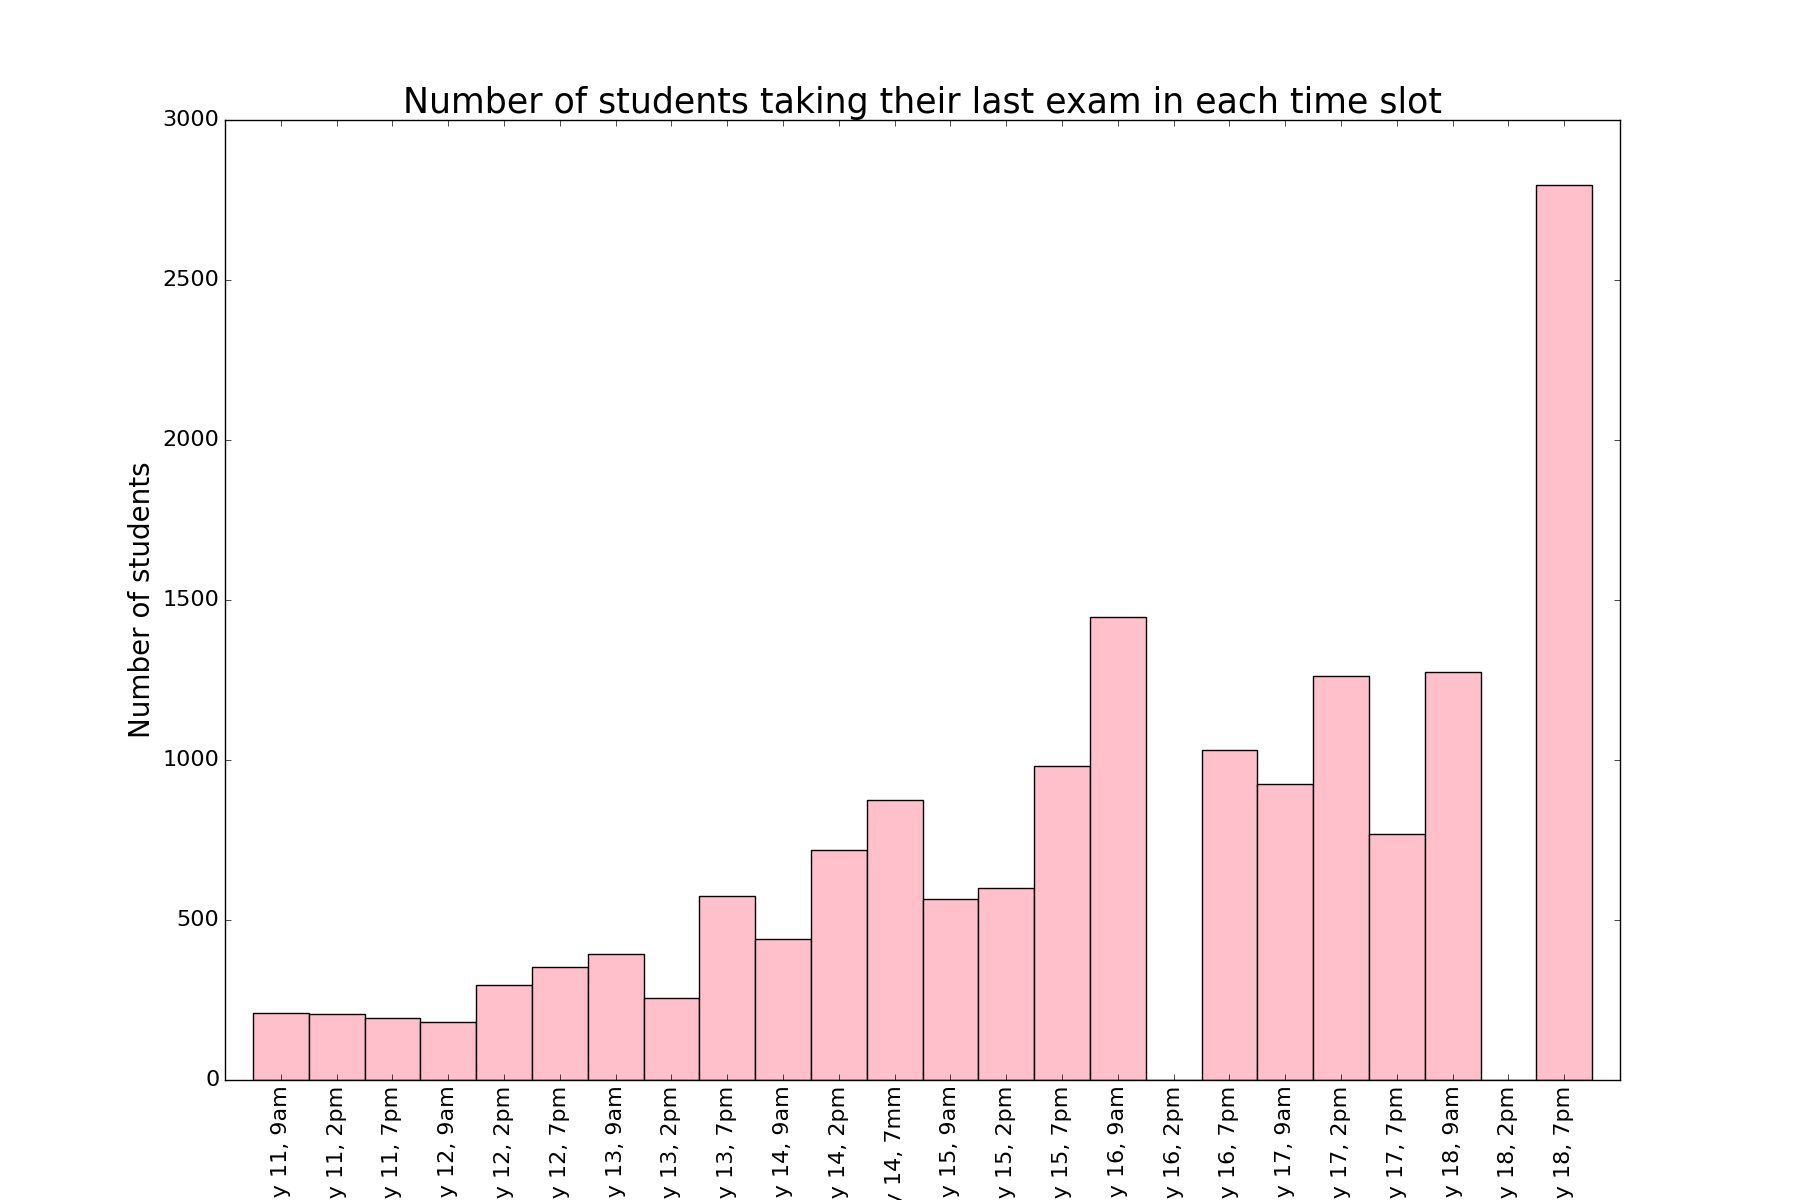 Number of students taking their last exam in each time slot
Number of students
3000
2500
2000
1500
1000
500
0
y 11, 9am
y 11, 2pm
y 11, 7pm
y 12, 9am
y 12, 2pm
y 12, 7pm
y 13, 9am
y 13, 2pm
y 13, 7pm
y 14, 9am
y 14, 2pm
y 14, 7mm
y 15, 9am
y 15, 2pm
y 15, 7pm
y 16, 9am
y 16, 2pm
y 16, 7pm
y 17, 9am
y 17, 2pm
y 17, 7pm
y 18, 9am
y 18, 2pm
y 18, 7pm